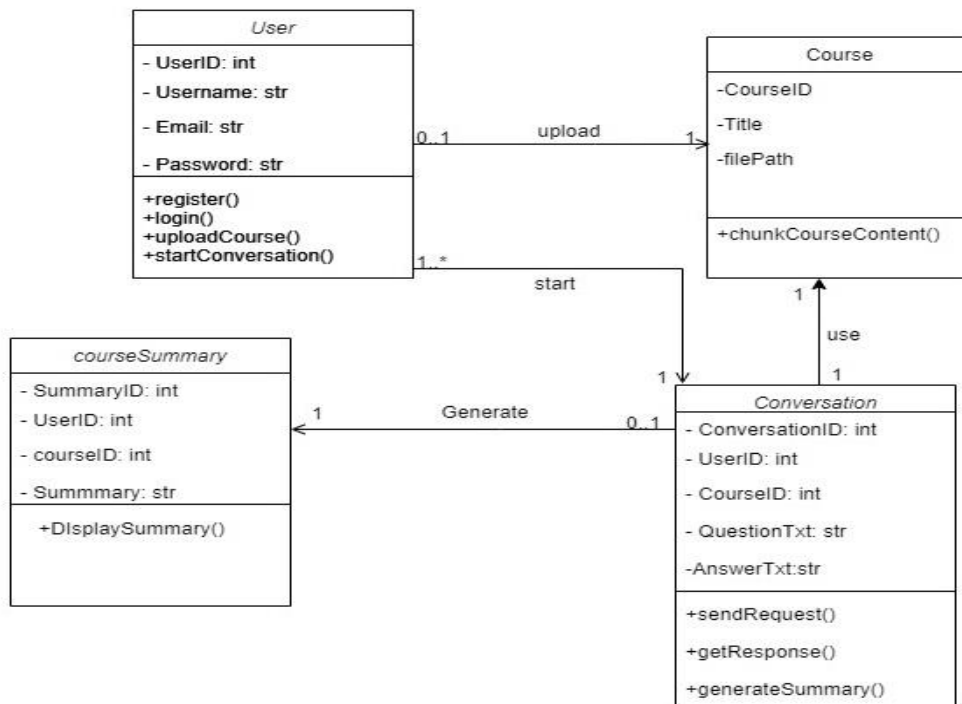 User
- UserID: int
- Username: str
- Email: str
- Password: str
+register()
+login()
+uploadCourse()
+startConversation()
0..1
upload
1
Course
-CourseID
-Title
-filePath
+chunkCourseContent()
1..*
start
1
1
use
1
courseSummary
- SummaryID: int
- UserID: int
- courseID: int
- Summmary: str
+DIsplaySummary()
1
Generate
0..1
Conversation
- ConversationID: int
- UserID: int
- CourseID: int
- QuestionTxt: str
-AnswerTxt:str
+sendRequest()
+getResponse()
+generateSummary()